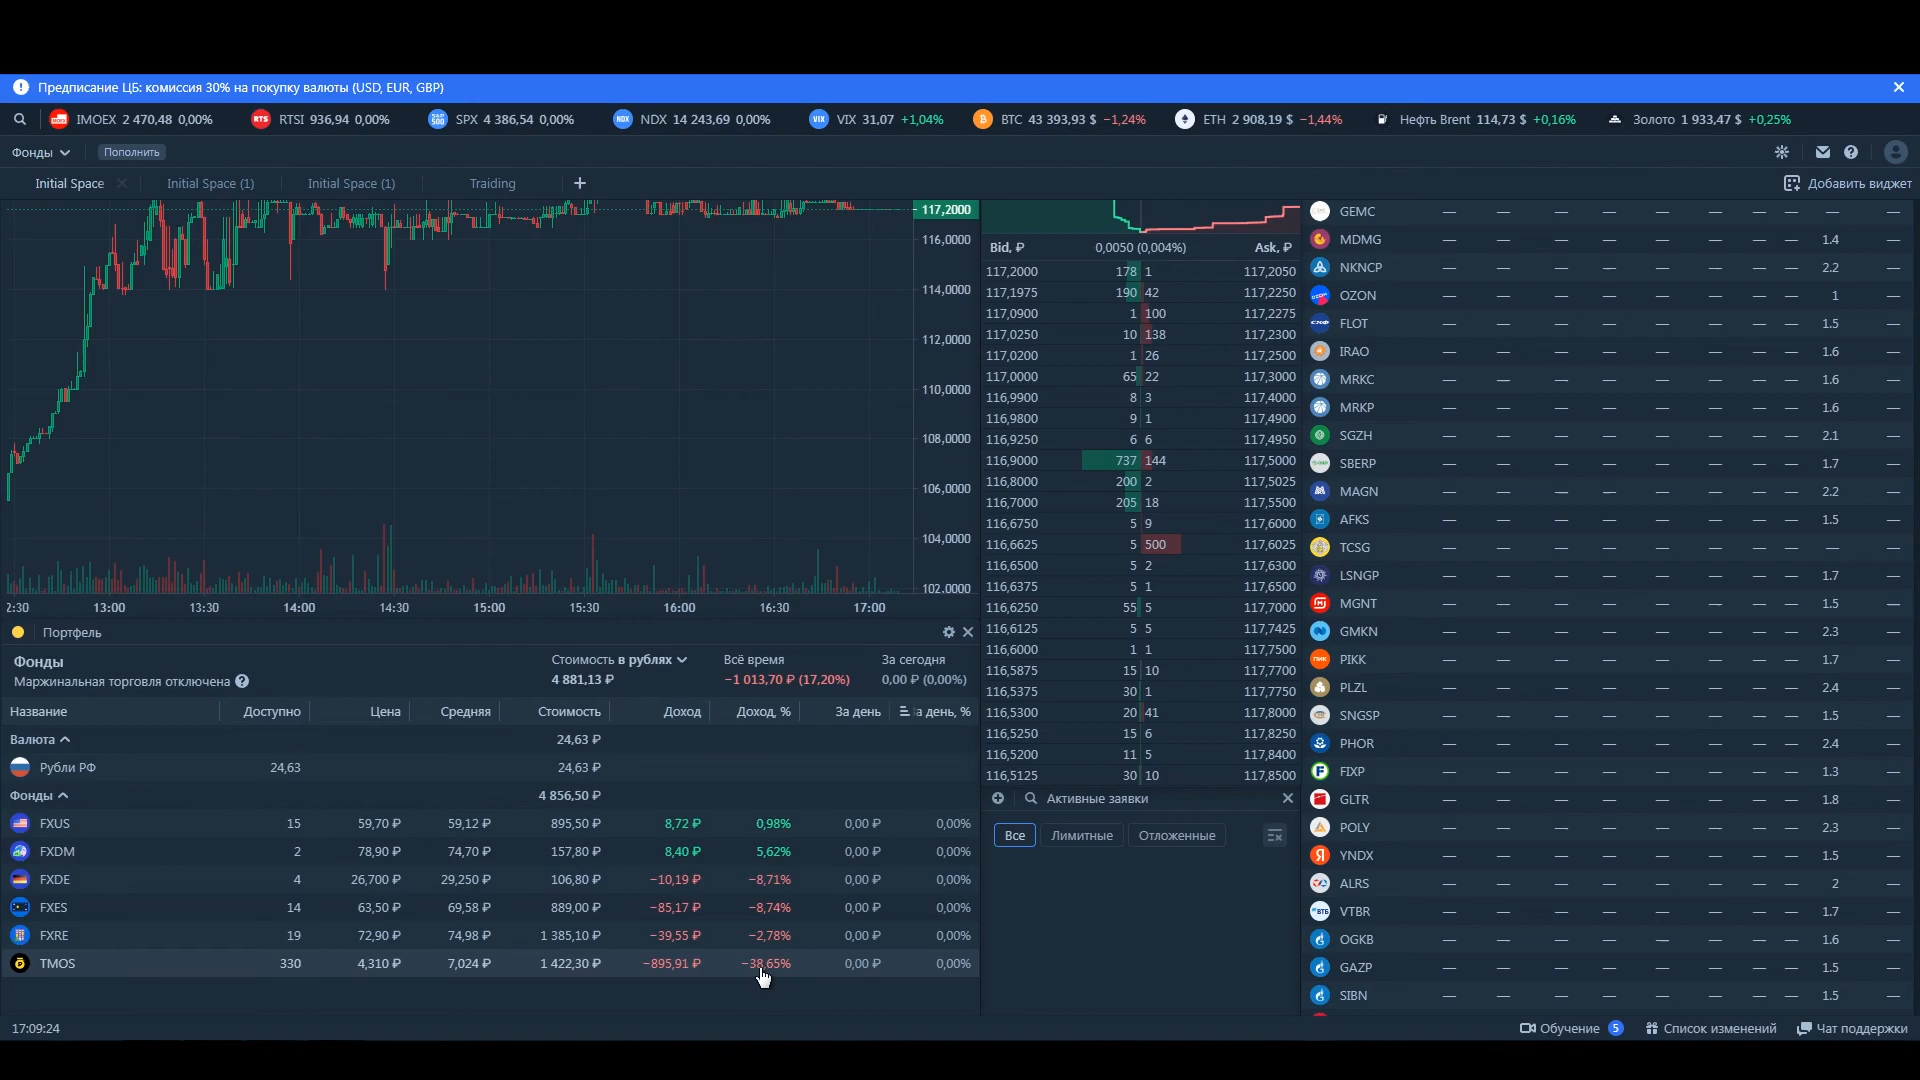 Предписание ЦБ: комиссия 30% на покупку валюты (USD, EUR, GBP)
IMOEX 2 470,48 0,00% RTSI 936,94 0,00% SPX 4 386,54 0,00% NDX 14 243,69 0,00% VIX 31,07 +1,04% BTC 43 393,93 $ −1,24% ETH 2 908,19 $ −1,44% Нефть Brent 114,73 $ +0,16% Золото 1 933,47 $ +0,25%
Фонды Пополнить
Initial Space Initial Space (1) Initial Space (1) Traiding Добавить виджет
117,2000
116,0000
114,0000
112,0000
110,0000
108,0000
106,0000
104,0000
102,0000
2:30 13:00 13:30 14:00 14:30 15:00 15:30 16:00 16:30 17:00
Bid, ₽ 0,0050 (0,004%) Ask, ₽
117,2000 178 1 117,2050
117,1975 190 42 117,2250
117,0900 1 100 117,2275
117,0250 10 138 117,2300
117,0200 1 26 117,2500
117,0000 65 22 117,3000
116,9900 8 3 117,4000
116,9800 9 1 117,4900
116,9250 6 6 117,4950
116,9000 737 144 117,5000
116,8000 200 2 117,5025
116,7000 205 18 117,5500
116,6750 5 9 117,6000
116,6625 5 500 117,6025
116,6500 5 2 117,6300
116,6375 5 1 117,6500
116,6250 55 5 117,7000
116,6125 5 5 117,7425
116,6000 1 1 117,7500
116,5875 15 10 117,7700
116,5375 30 1 117,7750
116,5300 20 41 117,8000
116,5250 15 6 117,8250
116,5200 11 5 117,8400
116,5125 30 10 117,8500
Активные заявки
Все Лимитные Отложенные
GEMC — — — — — — — — — —
MDMG — — — — — — — — 1.4 —
NKNCP — — — — — — — — 2.2 —
OZON — — — — — — — — 1 —
FLOT — — — — — — — — 1.5 —
IRAO — — — — — — — — 1.6 —
MRKC — — — — — — — — 1.6 —
MRKP — — — — — — — — 1.6 —
SGZH — — — — — — — — 2.1 —
SBERP — — — — — — — — 1.7 —
MAGN — — — — — — — — 2.2 —
AFKS — — — — — — — — 1.5 —
TCSG — — — — — — — — — —
LSNGP — — — — — — — — 1.7 —
MGNT — — — — — — — — 1.5 —
GMKN — — — — — — — — 2.3 —
PIKK — — — — — — — — 1.7 —
PLZL — — — — — — — — 2.4 —
SNGSP — — — — — — — — 1.5 —
PHOR — — — — — — — — 2.4 —
FIXP — — — — — — — — 1.3 —
GLTR — — — — — — — — 1.8 —
POLY — — — — — — — — 2.3 —
YNDX — — — — — — — — 1.5 —
ALRS — — — — — — — — 2 —
VTBR — — — — — — — — 1.7 —
OGKB — — — — — — — — 1.6 —
GAZP — — — — — — — — 1.5 —
SIBN — — — — — — — — 1.5 —
Портфель
Фонды Стоимость в рублях Всё время За сегодня
Маржинальная торговля отключена 4 881,13 ₽ −1 013,70 ₽ (17,20%) 0,00 ₽ (0,00%)
Название Доступно Цена Средняя Стоимость Доход Доход, % За день а день, %
Валюта 24,63 ₽
Рубли РФ 24,63 24,63 ₽
Фонды 4 856,50 ₽
FXUS 15 59,70 ₽ 59,12 ₽ 895,50 ₽ 8,72 ₽ 0,98% 0,00 ₽ 0,00%
FXDM 2 78,90 ₽ 74,70 ₽ 157,80 ₽ 8,40 ₽ 5,62% 0,00 ₽ 0,00%
FXDE 4 26,700 ₽ 29,250 ₽ 106,80 ₽ −10,19 ₽ −8,71% 0,00 ₽ 0,00%
FXES 14 63,50 ₽ 69,58 ₽ 889,00 ₽ −85,17 ₽ −8,74% 0,00 ₽ 0,00%
FXRE 19 72,90 ₽ 74,98 ₽ 1 385,10 ₽ −39,55 ₽ −2,78% 0,00 ₽ 0,00%
TMOS 330 4,310 ₽ 7,024 ₽ 1 422,30 ₽ −895,91 ₽ −38,65% 0,00 ₽ 0,00%
17:09:24 Обучение 5 Список изменений Чат поддержки